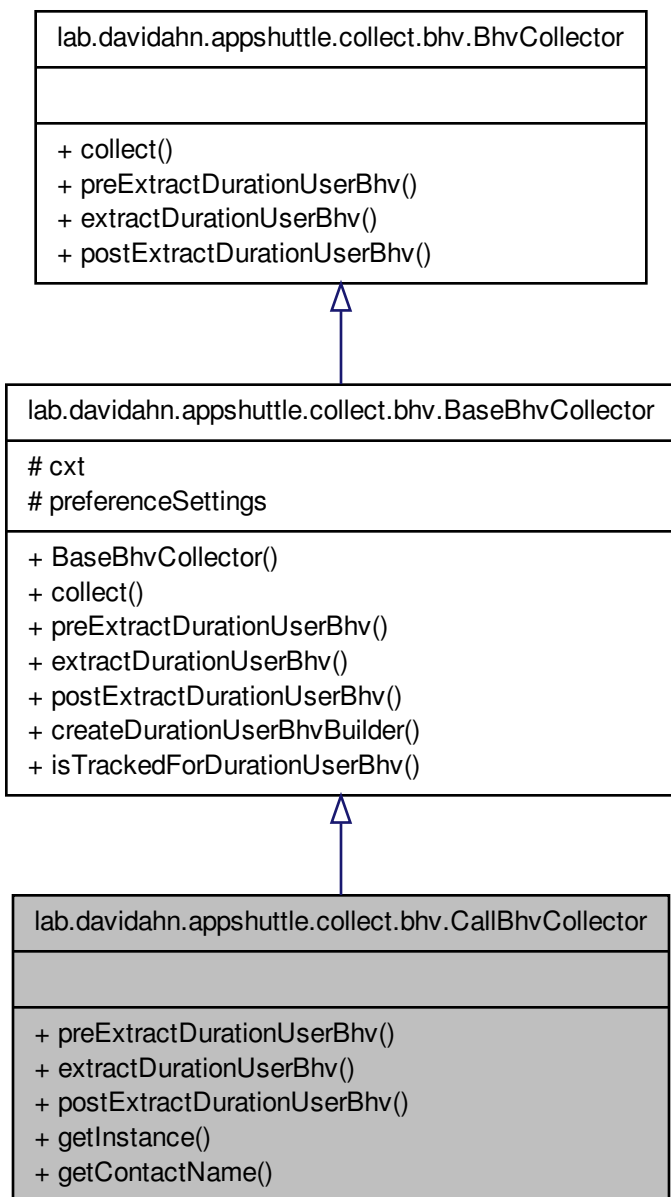 lab.davidahn.appshuttle.collect.bhv.BhvCollector
+ collect()
+ preExtractDurationUserBhv()
+ extractDurationUserBhv()
+ postExtractDurationUserBhv()
lab.davidahn.appshuttle.collect.bhv.BaseBhvCollector
# cxt
# preferenceSettings
+ BaseBhvCollector()
+ collect()
+ preExtractDurationUserBhv()
+ extractDurationUserBhv()
+ postExtractDurationUserBhv()
+ createDurationUserBhvBuilder()
+ isTrackedForDurationUserBhv()
lab.davidahn.appshuttle.collect.bhv.CallBhvCollector
+ preExtractDurationUserBhv()
+ extractDurationUserBhv()
+ postExtractDurationUserBhv()
+ getInstance()
+ getContactName()